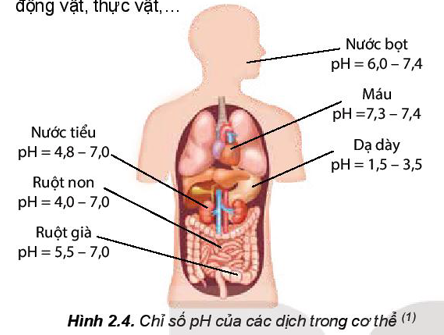 động vật, thực vật,...
Nước bọt
pH = 6,0 – 7,4
Máu
pH =7,3 – 7,4
Dạ dày
pH = 1,5 – 3,5
Nước tiểu
pH = 4,8 – 7,0
Ruột non
pH = 4,0 – 7,0
Ruột già
pH = 5,5 – 7,0
Hình 2.4. Chỉ số pH của các dịch trong cơ thể (1)